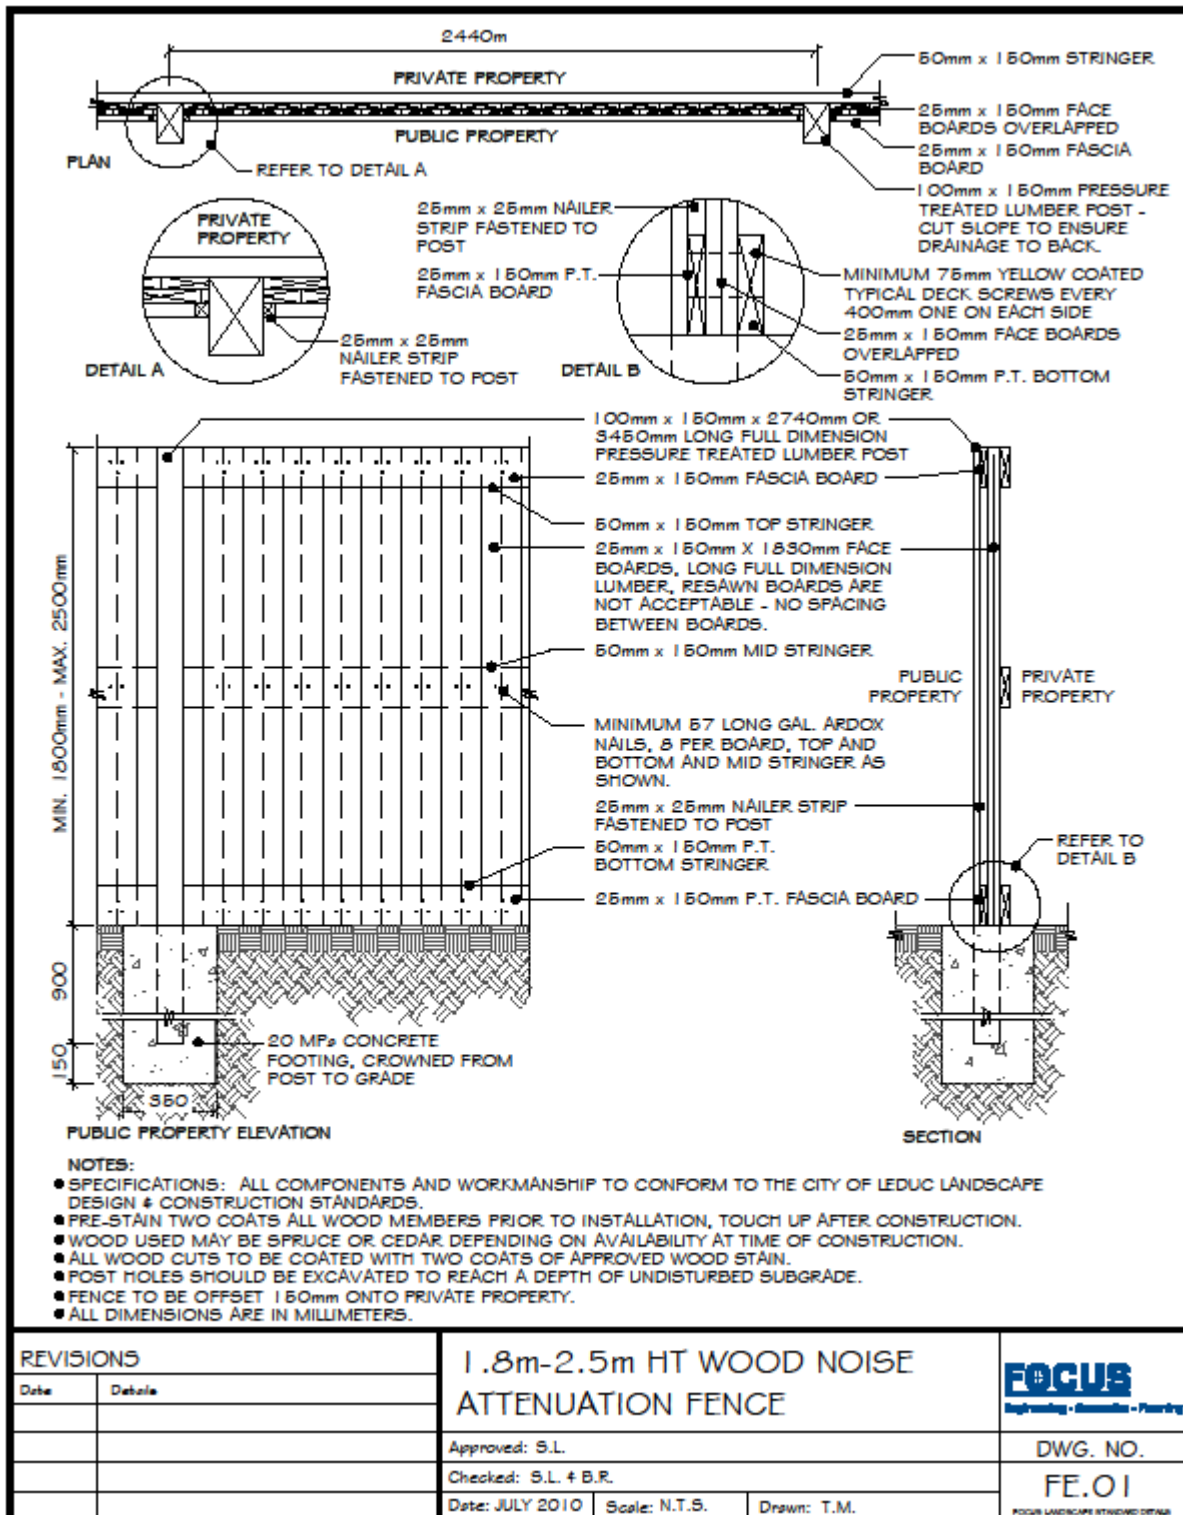 2440m
PRIVATE PROPERTY
PUBLIC PROPERTY
PLAN
REFER TO DETAIL A
50mm x 150mm STRINGER
25mm x 150mm FACE
BOARDS OVERLAPPED
25mm x 150mm FASCIA
BOARD
100mm x 150mm PRESSURE
TREATED LUMBER POST -
CUT SLOPE TO ENSURE
DRAINAGE TO BACK.
PRIVATE
PROPERTY
25mm x 25mm
NAILER STRIP
FASTENED TO POST
DETAIL A
25mm x 25mm NAILER
STRIP FASTENED TO
POST
25mm x 150mm P.T.
FASCIA BOARD
DETAIL B
MINIMUM 75mm YELLOW COATED
TYPICAL DECK SCREWS EVERY
400mm ONE ON EACH SIDE
25mm x 150mm FACE BOARDS
OVERLAPPED
50mm x 150mm P.T. BOTTOM
STRINGER
100mm x 150mm x 2740mm OR
3450mm LONG FULL DIMENSION
PRESSURE TREATED LUMBER POST
25mm x 150mm FASCIA BOARD
50mm x 150mm TOP STRINGER
25mm x 150mm X 1830mm FACE
BOARDS, LONG FULL DIMENSION
LUMBER, RESAWN BOARDS ARE
NOT ACCEPTABLE - NO SPACING
BETWEEN BOARDS.
50mm x 150mm MID STRINGER
MINIMUM 57 LONG GAL. ARDOX
NAILS, 8 PER BOARD, TOP AND
BOTTOM AND MID STRINGER AS
SHOWN.
25mm x 25mm NAILER STRIP
FASTENED TO POST
50mm x 150mm P.T.
BOTTOM STRINGER
25mm x 150mm P.T. FASCIA BOARD
MIN. 1800mm - MAX. 2500mm
900
150
350
20 MPa CONCRETE
FOOTING, CROWNED FROM
POST TO GRADE
PUBLIC PROPERTY ELEVATION
PUBLIC
PROPERTY
PRIVATE
PROPERTY
REFER TO
DETAIL B
SECTION
NOTES:
● SPECIFICATIONS: ALL COMPONENTS AND WORKMANSHIP TO CONFORM TO THE CITY OF LEDUC LANDSCAPE
DESIGN & CONSTRUCTION STANDARDS.
● PRE-STAIN TWO COATS ALL WOOD MEMBERS PRIOR TO INSTALLATION, TOUCH UP AFTER CONSTRUCTION.
● WOOD USED MAY BE SPRUCE OR CEDAR DEPENDING ON AVAILABILITY AT TIME OF CONSTRUCTION.
● ALL WOOD CUTS TO BE COATED WITH TWO COATS OF APPROVED WOOD STAIN.
● POST HOLES SHOULD BE EXCAVATED TO REACH A DEPTH OF UNDISTURBED SUBGRADE.
● FENCE TO BE OFFSET 150mm ONTO PRIVATE PROPERTY.
● ALL DIMENSIONS ARE IN MILLIMETERS.
REVISIONS
Date Details
1.8m-2.5m HT WOOD NOISE
ATTENUATION FENCE
Approved: S.L.
Checked: S.L. & B.R.
Date: JULY 2010 Scale: N.T.S. Drawn: T.M.
FOCUS
Engineering - Geomatics - Planning
DWG. NO.
FE.01
FOCUS LANDSCAPE STANDARD DETAILS